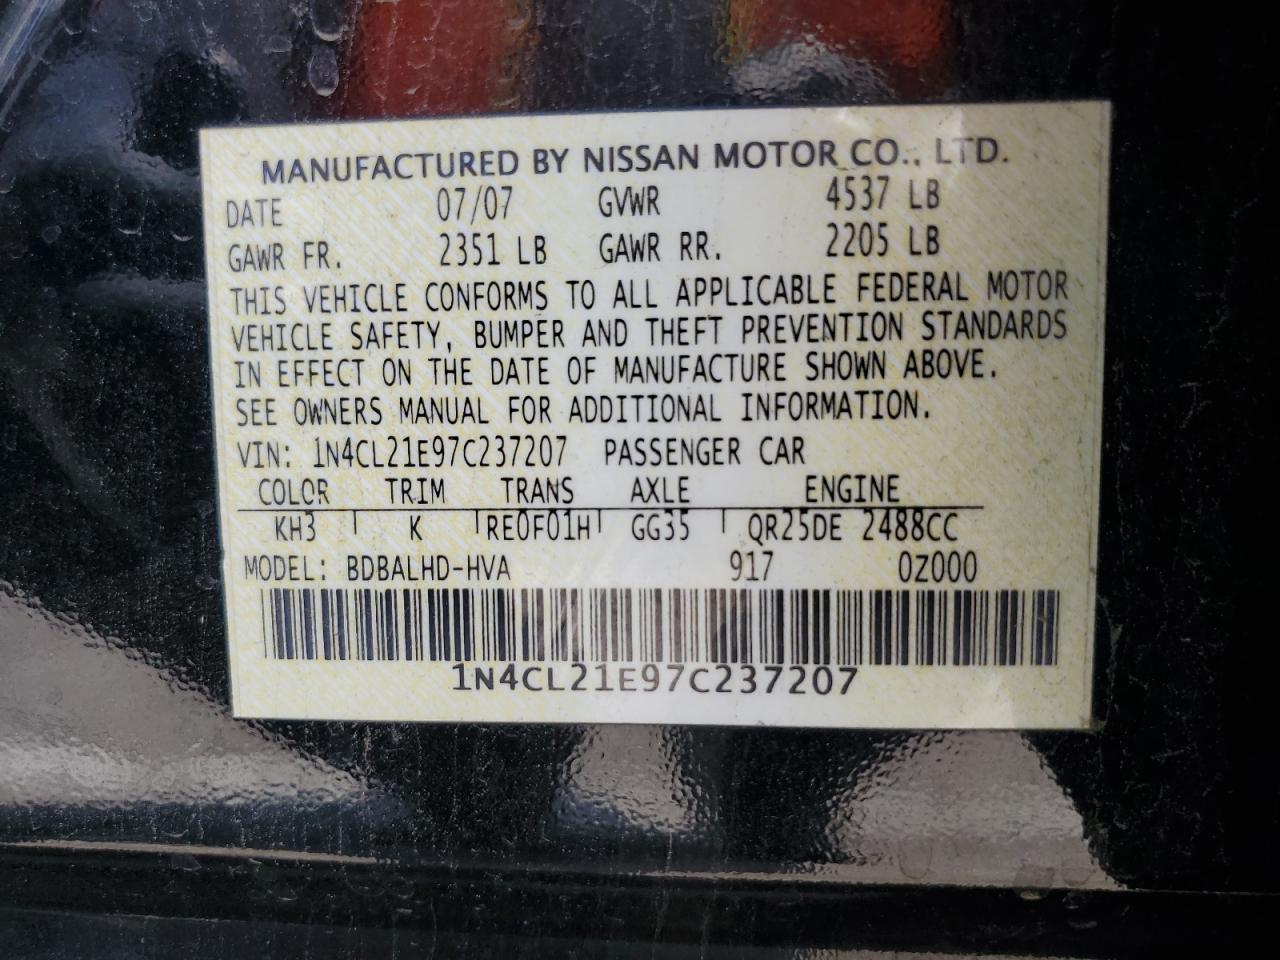 MANUFACTURED BY NISSAN MOTOR CO., LTD.
DATE 07/07 GVWR 4537 LB
GAWR FR. 2351 LB GAWR RR. 2205 LB
THIS VEHICLE CONFORMS TO ALL APPLICABLE FEDERAL MOTOR
VEHICLE SAFETY, BUMPER AND THEFT PREVENTION STANDARDS
IN EFFECT ON THE DATE OF MANUFACTURE SHOWN ABOVE.
SEE OWNERS MANUAL FOR ADDITIONAL INFORMATION.
VIN: 1N4CL21E97C237207 PASSENGER CAR
COLOR TRIM TRANS AXLE ENGINE
KH3 K RE0F01H GG35 QR25DE 2488CC
MODEL: BDBALHD-HVA 917 0Z000
1N4CL21E97C237207